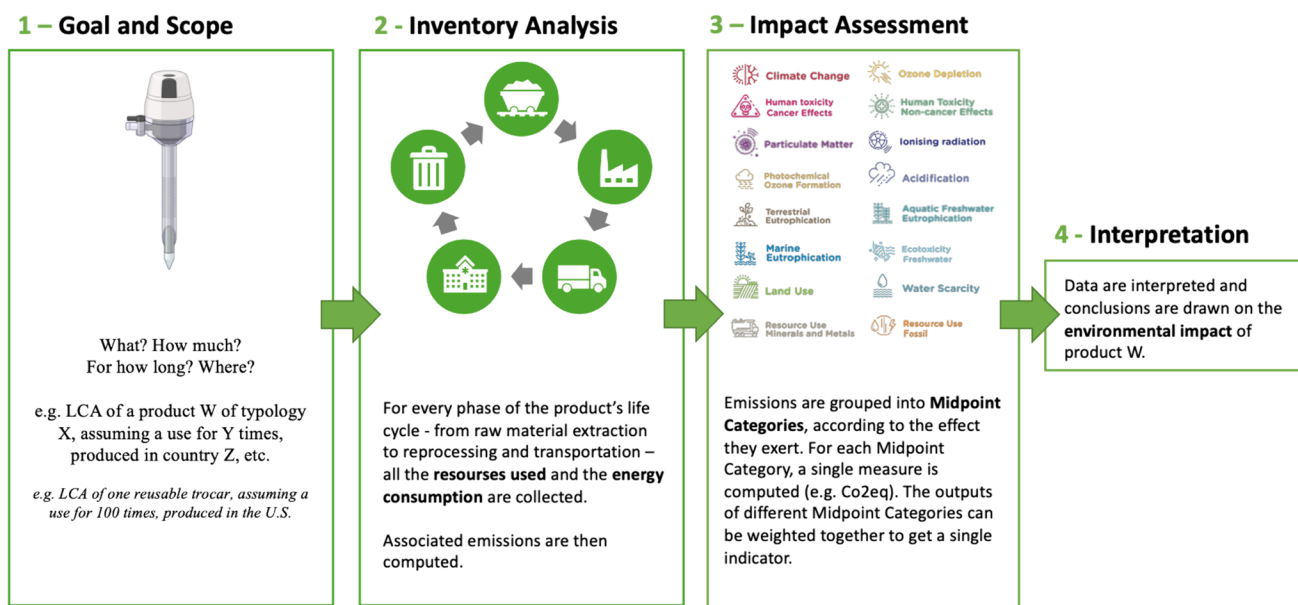 1 – Goal and Scope
What? How much?
For how long? Where?
e.g. LCA of a product W of typology
X, assuming a use for Y times,
produced in country Z, etc.
e.g. LCA of one reusable trocar, assuming a
use for 100 times, produced in the U.S.
2 - Inventory Analysis
For every phase of the product’s life
cycle - from raw material extraction
to reprocessing and transportation –
all the resourses used and the energy
consumption are collected.
Associated emissions are then
computed.
3 – Impact Assessment
Climate Change
Ozone Depletion
Human toxicity
Cancer Effects
Human Toxicity
Non-cancer Effects
Particulate Matter
Ionising radiation
Photochemical
Ozone Formation
Acidification
Terrestrial
Eutrophication
Aquatic Freshwater
Eutrophication
Marine
Eutrophication
Ecotoxicity
Freshwater
Land Use
Water Scarcity
Resource Use
Minerals and Metals
Resource Use
Fossil
Emissions are grouped into Midpoint
Categories, according to the effect
they exert. For each Midpoint
Category, a single measure is
computed (e.g. Co2eq). The outputs
of different Midpoint Categories can
be weighted together to get a single
indicator.
4 - Interpretation
Data are interpreted and
conclusions are drawn on the
environmental impact of
product W.